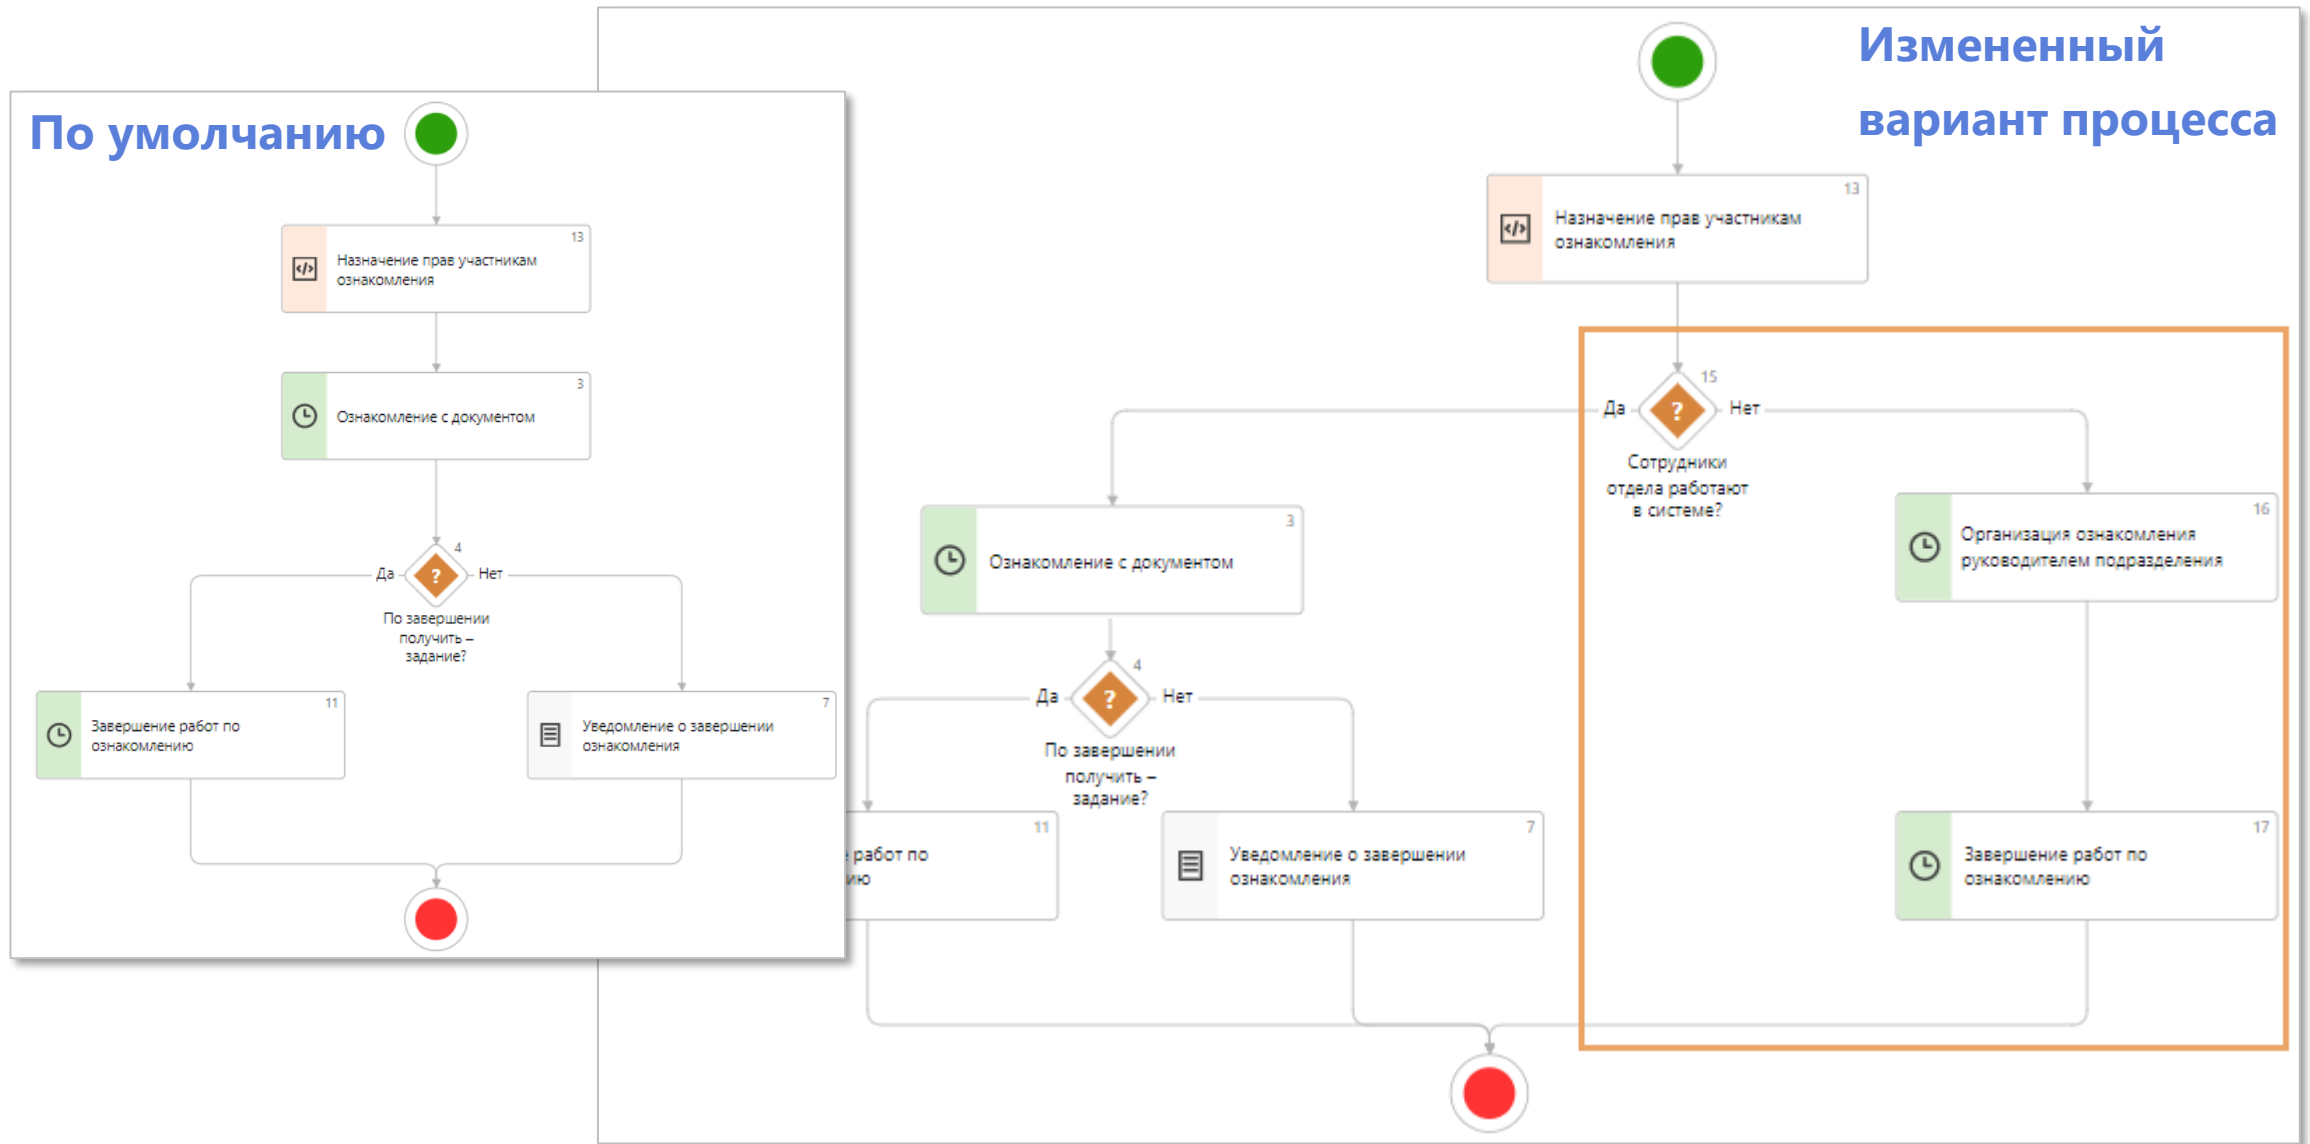 По умолчанию
13
Назначение прав участникам
ознакомления
3
Ознакомление с документом
4
Да
?
Нет
По завершении
получить –
задание?
11
Завершение работ по
ознакомлению
7
Уведомление о завершении
ознакомления
Измененный
вариант процесса
13
Назначение прав участникам
ознакомления
15
Да
?
Нет
Сотрудники
отдела работают
в системе?
3
Ознакомление с документом
16
Организация ознакомления
руководителем подразделения
4
Да
?
Нет
По завершении
получить –
задание?
11
работ по
ию
7
Уведомление о завершении
ознакомления
17
Завершение работ по
ознакомлению